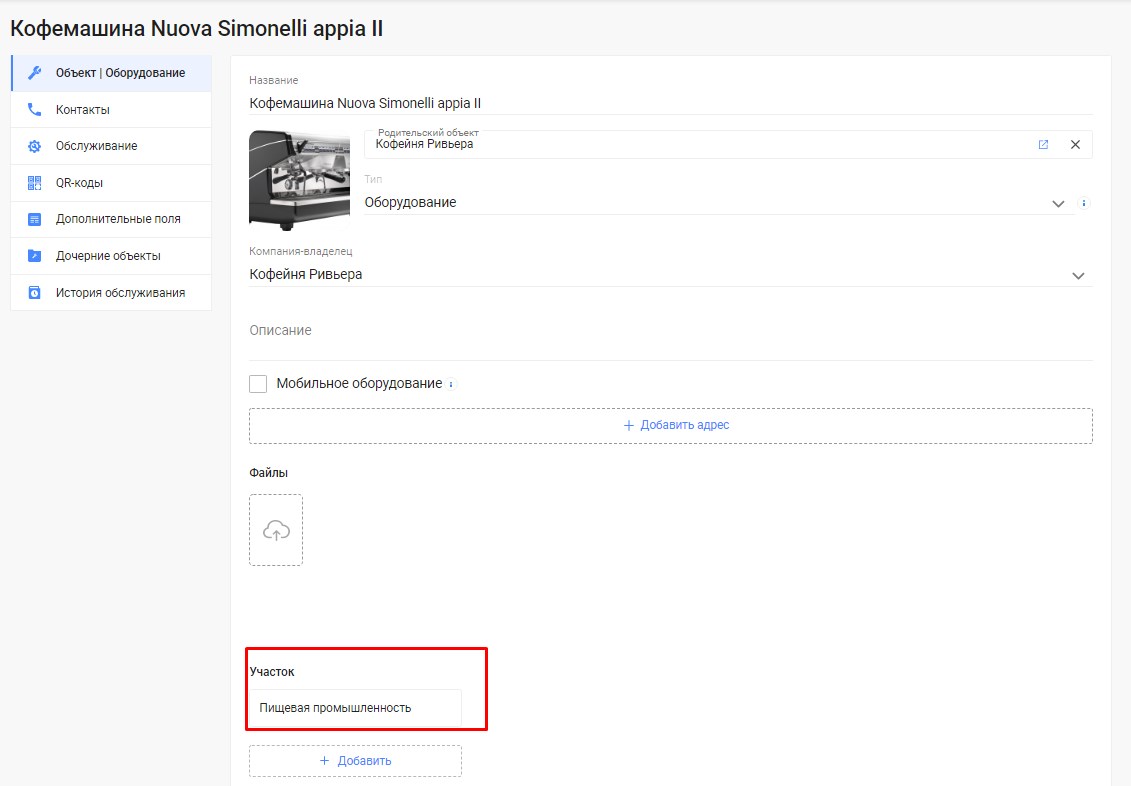 Кофемашина Nuova Simonelli appia II
Объект | Оборудование
Контакты
Обслуживание
QR-коды
Дополнительные поля
Дочерние объекты
История обслуживания
Название
Кофемашина Nuova Simonelli appia II
Родительский объект
Кофейня Ривьера
Тип
Оборудование
Компания-владелец
Кофейня Ривьера
Описание
Мобильное оборудование
+ Добавить адрес
Файлы
Участок
Пищевая промышленность
+ Добавить